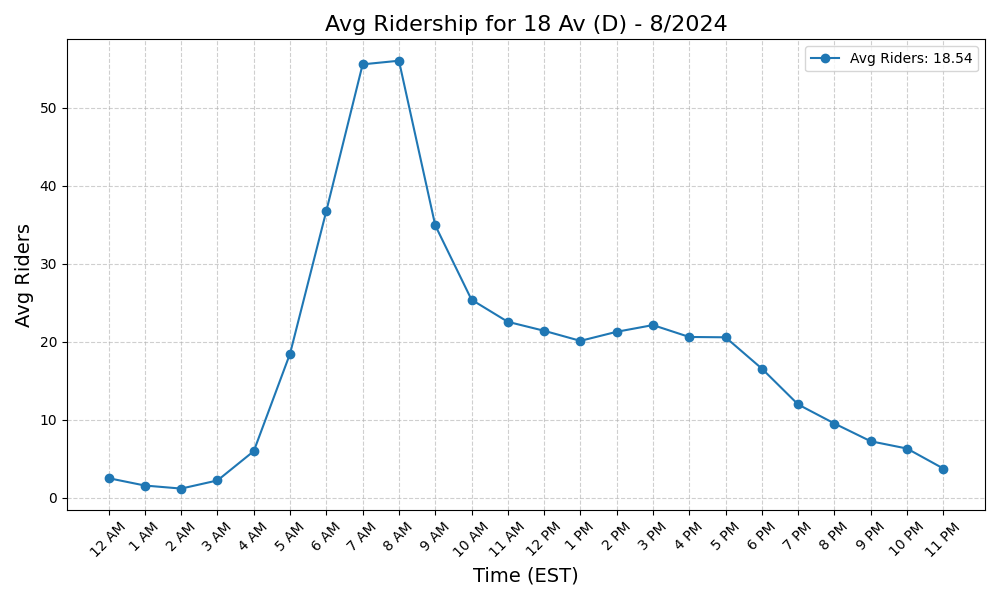 Avg Ridership for 18 Av (D) - 8/2024
Avg Riders: 18.54
Avg Riders
50
40
30
20
10
0
12 AM 1 AM 2 AM 3 AM 4 AM 5 AM 6 AM 7 AM 8 AM 9 AM 10 AM 11 AM 12 PM 1 PM 2 PM 3 PM 4 PM 5 PM 6 PM 7 PM 8 PM 9 PM 10 PM 11 PM
Time (EST)